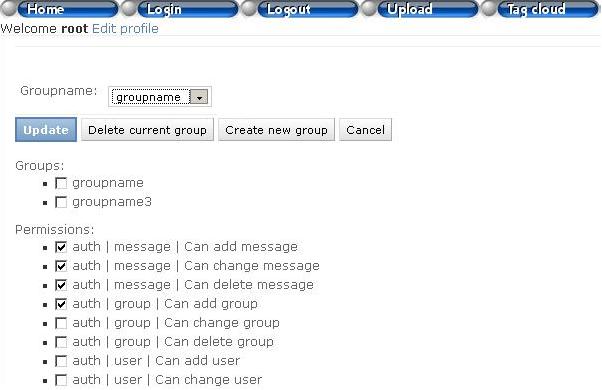 Home Login Logout Upload Tag cloud
Welcome root Edit profile
Groupname: groupname
Update Delete current group Create new group Cancel
Groups:
groupname
groupname3
Permissions:
auth | message | Can add message
auth | message | Can change message
auth | message | Can delete message
auth | group | Can add group
auth | group | Can change group
auth | group | Can delete group
auth | user | Can add user
auth | user | Can change user